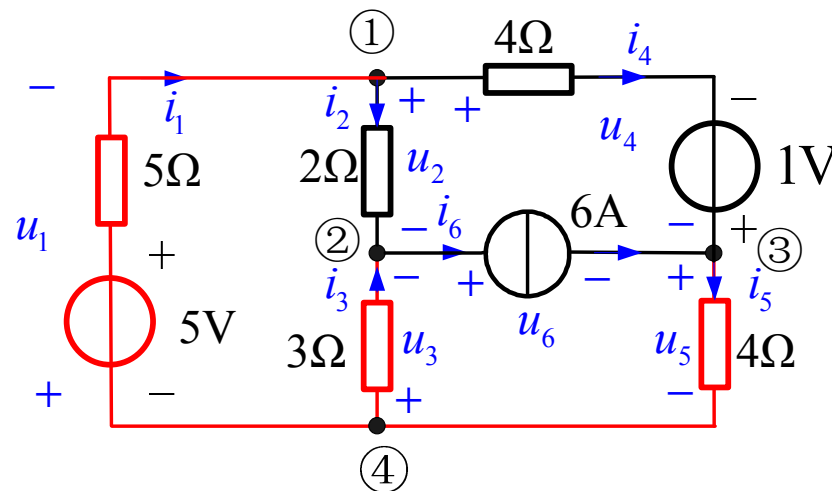 ① 4Ω i₄
− i₁ i₂ + + −
5Ω 2Ω u₂ u₄ 1V
u₁ + ② − i₆ 6A − + ③
i₃ − + u₆ − + i₅
5V 3Ω u₃ u₅ 4Ω
+ − + −
④